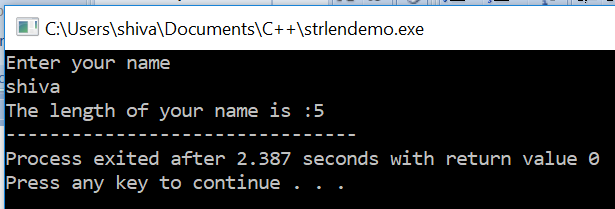 C:\Users\shiva\Documents\C++\strlendemo.exe
Enter your name
shiva
The length of your name is :5
--------------------------------
Process exited after 2.387 seconds with return value 0
Press any key to continue . . .